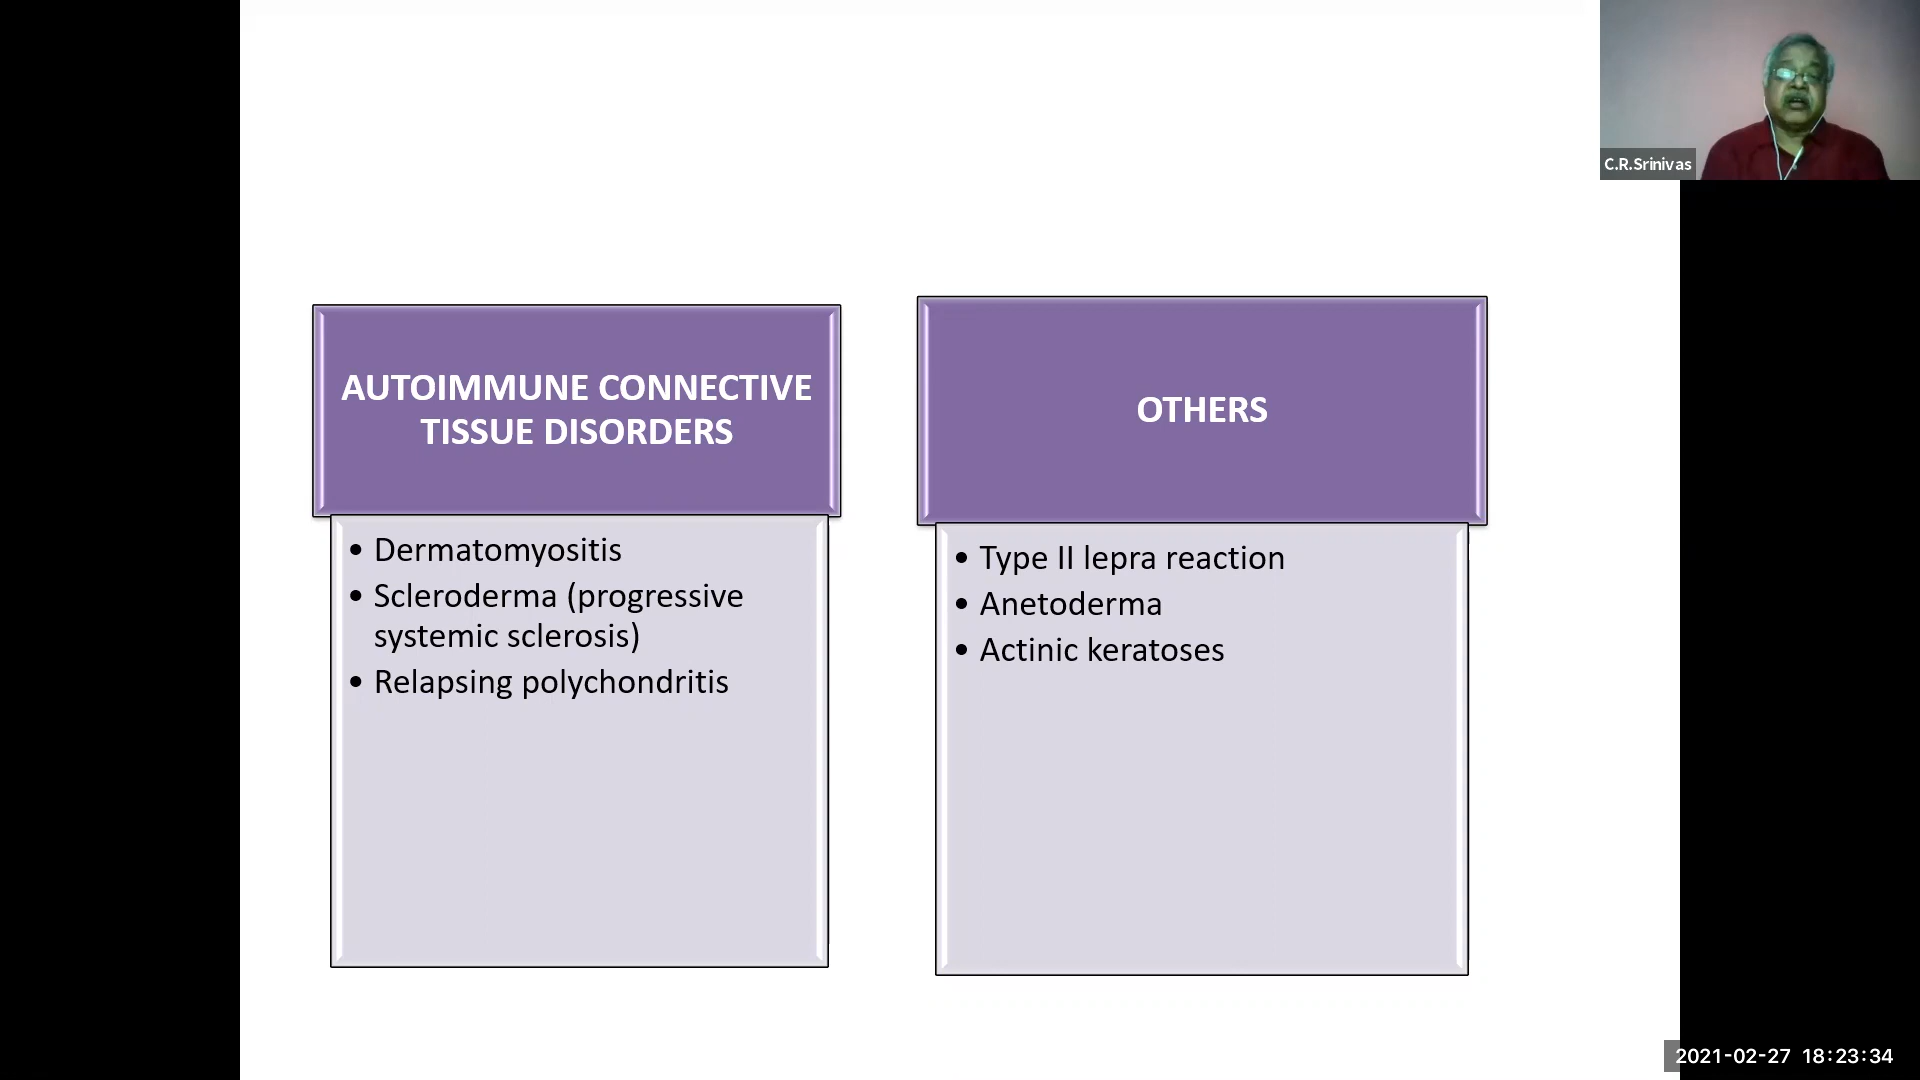 C.R.Srinivas
AUTOIMMUNE CONNECTIVE
TISSUE DISORDERS
• Dermatomyositis
• Scleroderma (progressive
systemic sclerosis)
• Relapsing polychondritis
OTHERS
• Type II lepra reaction
• Anetoderma
• Actinic keratoses
2021-02-27 18:23:34